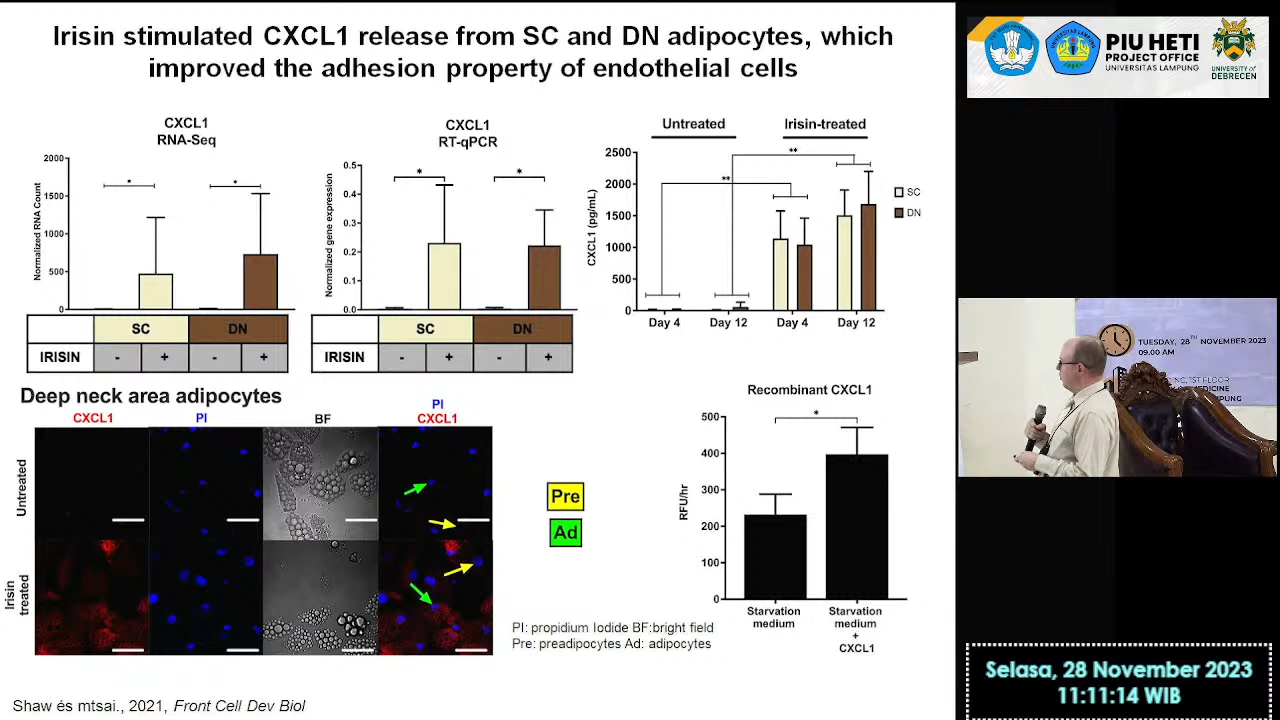 Irisin stimulated CXCL1 release from SC and DN adipocytes, which
improved the adhesion property of endothelial cells
CXCL1
RNA-Seq
Normalized RNA Count
2000
1500
1000
500
0
*
*
SC
DN
IRISIN
-
+
-
+
CXCL1
RT-qPCR
Normalized gene expression
0.5
0.4
0.3
0.2
0.1
0.0
*
*
SC
DN
IRISIN
-
+
-
+
Untreated
Irisin-treated
CXCL1 (pg/mL)
2500
2000
1500
1000
500
0
**
**
Day 4
Day 12
Day 4
Day 12
SC
DN
Deep neck area adipocytes
CXCL1
PI
BF
PI
CXCL1
Untreated
Irisin
treated
Pre
Ad
PI: propidium Iodide BF:bright field
Pre: preadipocytes Ad: adipocytes
Recombinant CXCL1
RFU/hr
500
400
300
200
100
0
*
Starvation
medium
Starvation
medium
+
CXCL1
Shaw és mtsai., 2021, Front Cell Dev Biol
PIU HETI
PROJECT OFFICE
UNIVERSITAS LAMPUNG
UNIVERSITY of
DEBRECEN
TUESDAY, 28TH NOVEMBER 2023
09.00 AM
1ST FLOOR
Selasa, 28 November 2023
11:11:14 WIB